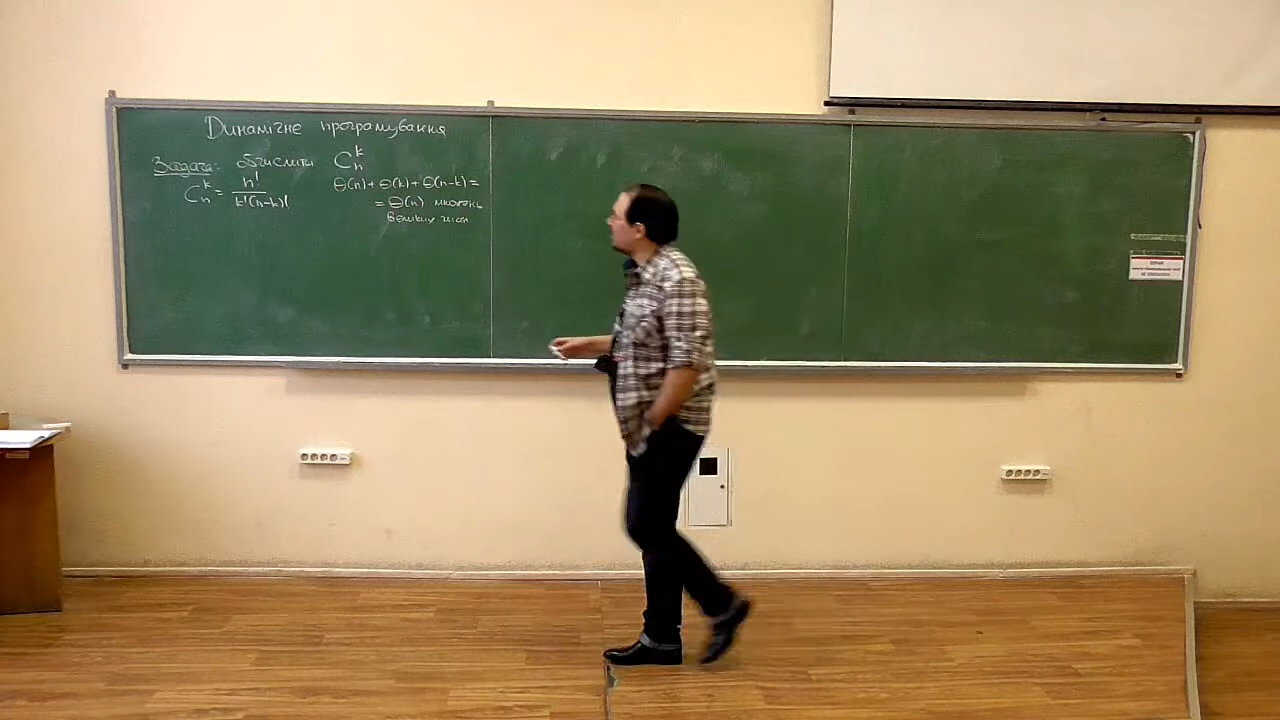 Динамічне програмування
Задача: обчислити C_n^k
C_n^k = n! / k!(n-k)!
Θ(n) + Θ(k) + Θ(n-k) =
= Θ(n) множень
великих чисел